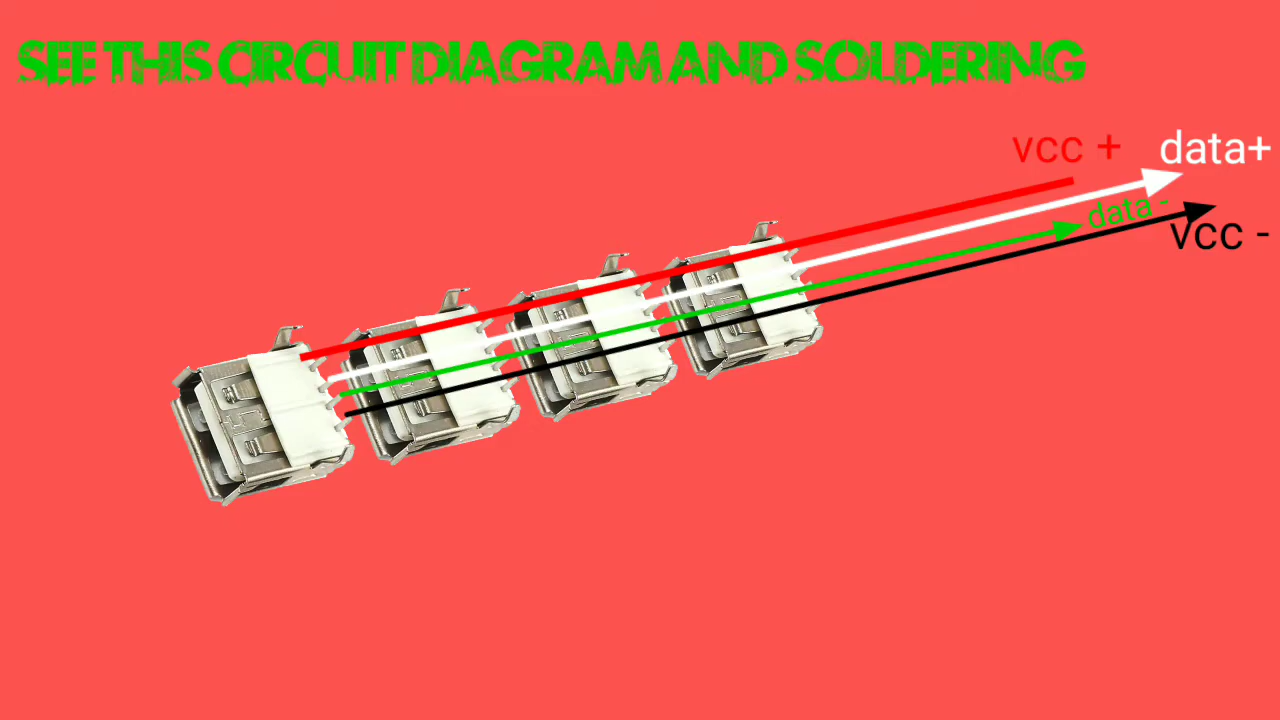 SEE THIS CIRCUIT DIAGRAM AND SOLDERING
vcc +
data+
data -
vcc -